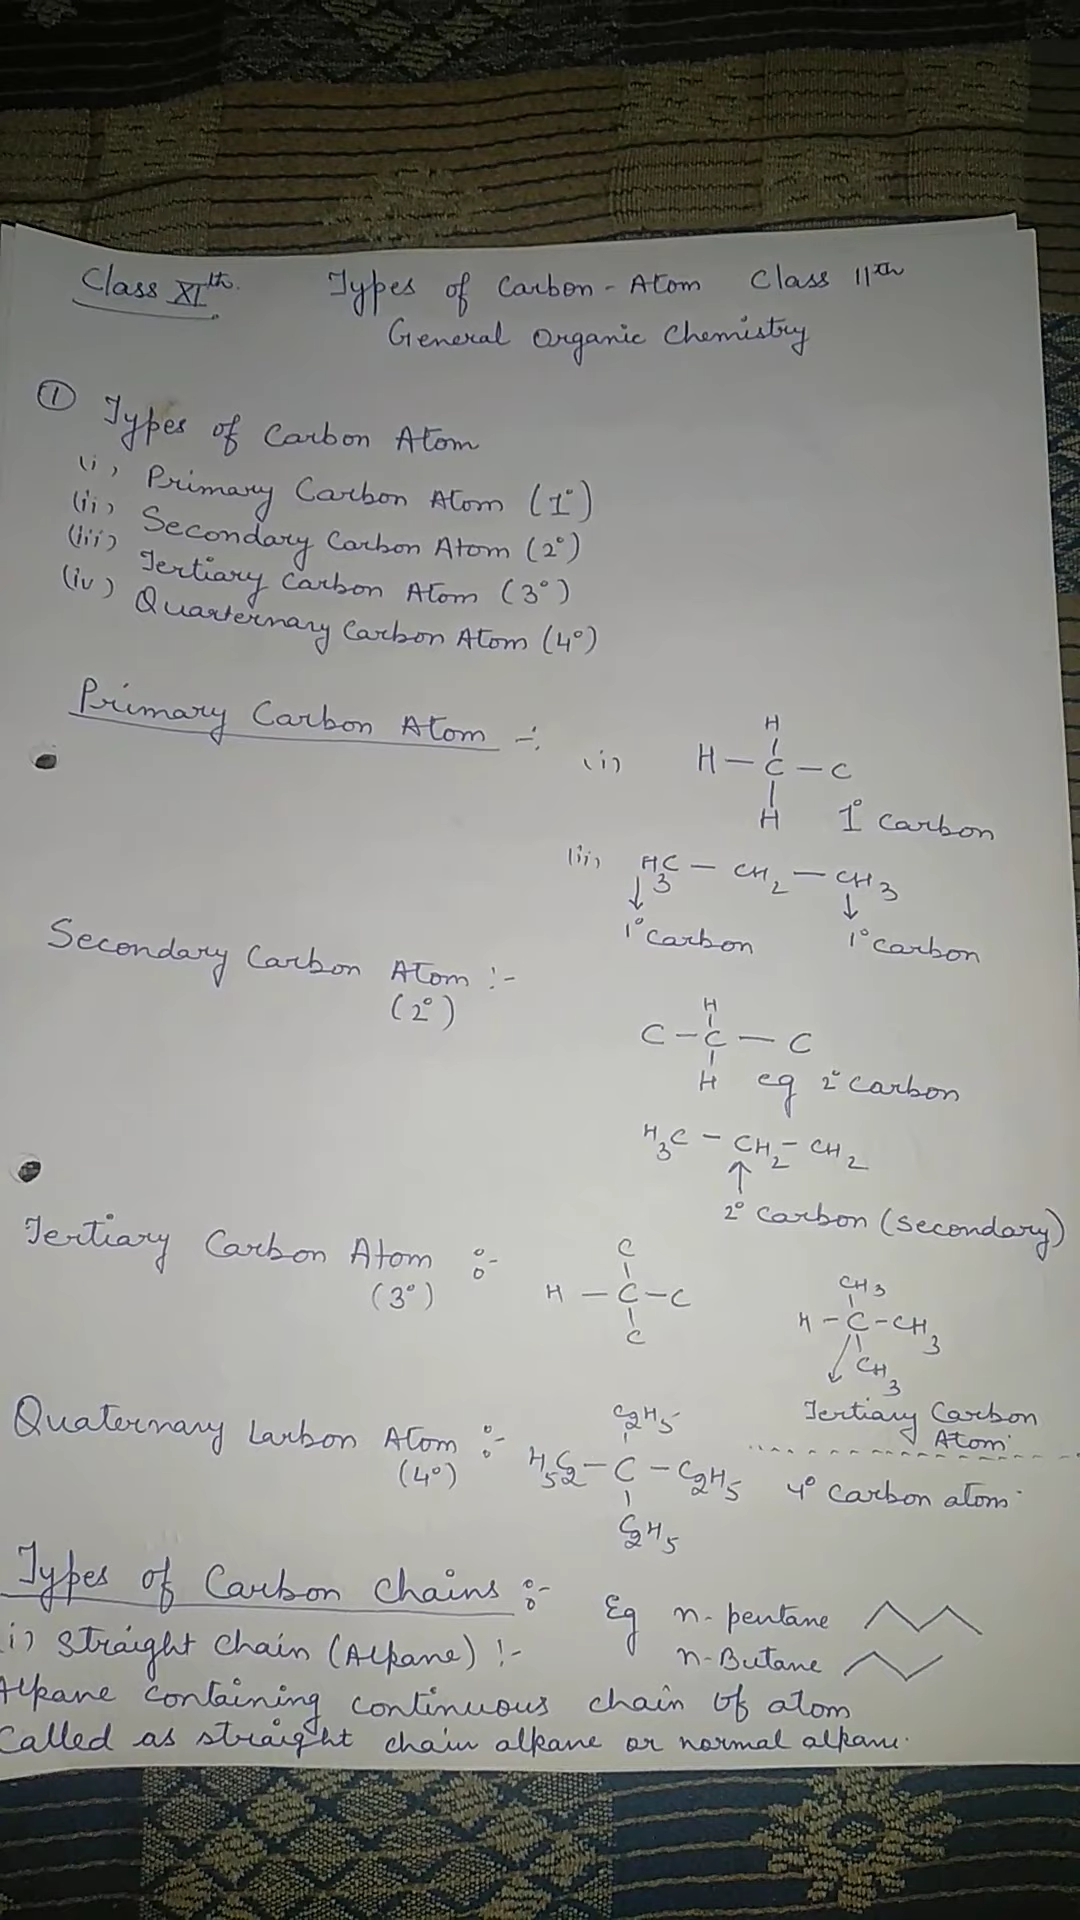 Class XIth. Types of Carbon-Atom Class 11th
General Organic Chemistry
① Types of Carbon Atom
(i) Primary Carbon Atom (1°)
(ii) Secondary Carbon Atom (2°)
(iii) Tertiary Carbon Atom (3°)
(iv) Quarternary Carbon Atom (4°)
Primary Carbon Atom -:
H
(i) H - C - C
H 1° Carbon
(ii) H3C - CH2 - CH3
1° Carbon 1° Carbon
Secondary Carbon Atom :-
(2°)
H
C - C - C
H eg 2° Carbon
H3C - CH2 - CH2
2° Carbon (secondary)
Tertiary Carbon Atom :-
(3°)
C
H - C - C
C
CH3
H - C - CH3
CH3
Tertiary Carbon
Atom
Quaternary Carbon Atom :-
(4°)
C2H5
H5C2 - C - C2H5 4° Carbon atom
C2H5
Types of Carbon Chains :-
Eg n-pentane
i) Straight Chain (Alkane) :-
n-Butane
Alkane containing continuous chain of atom
Called as straight chain alkane or normal alkane.